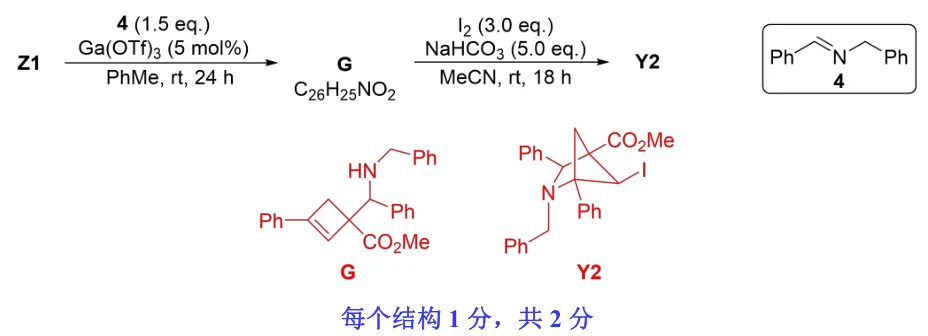 4 (1.5 eq.)
Ga(OTf)₃ (5 mol%)
Z1
PhMe, rt, 24 h
G
C₂₆H₂₅NO₂
I₂ (3.0 eq.)
NaHCO₃ (5.0 eq.)
MeCN, rt, 18 h
Y2
Ph
N
Ph
4
Ph
HN
Ph
Ph
CO₂Me
G
Ph
CO₂Me
I
N
Ph
Ph
Y2
每个结构 1 分，共 2 分